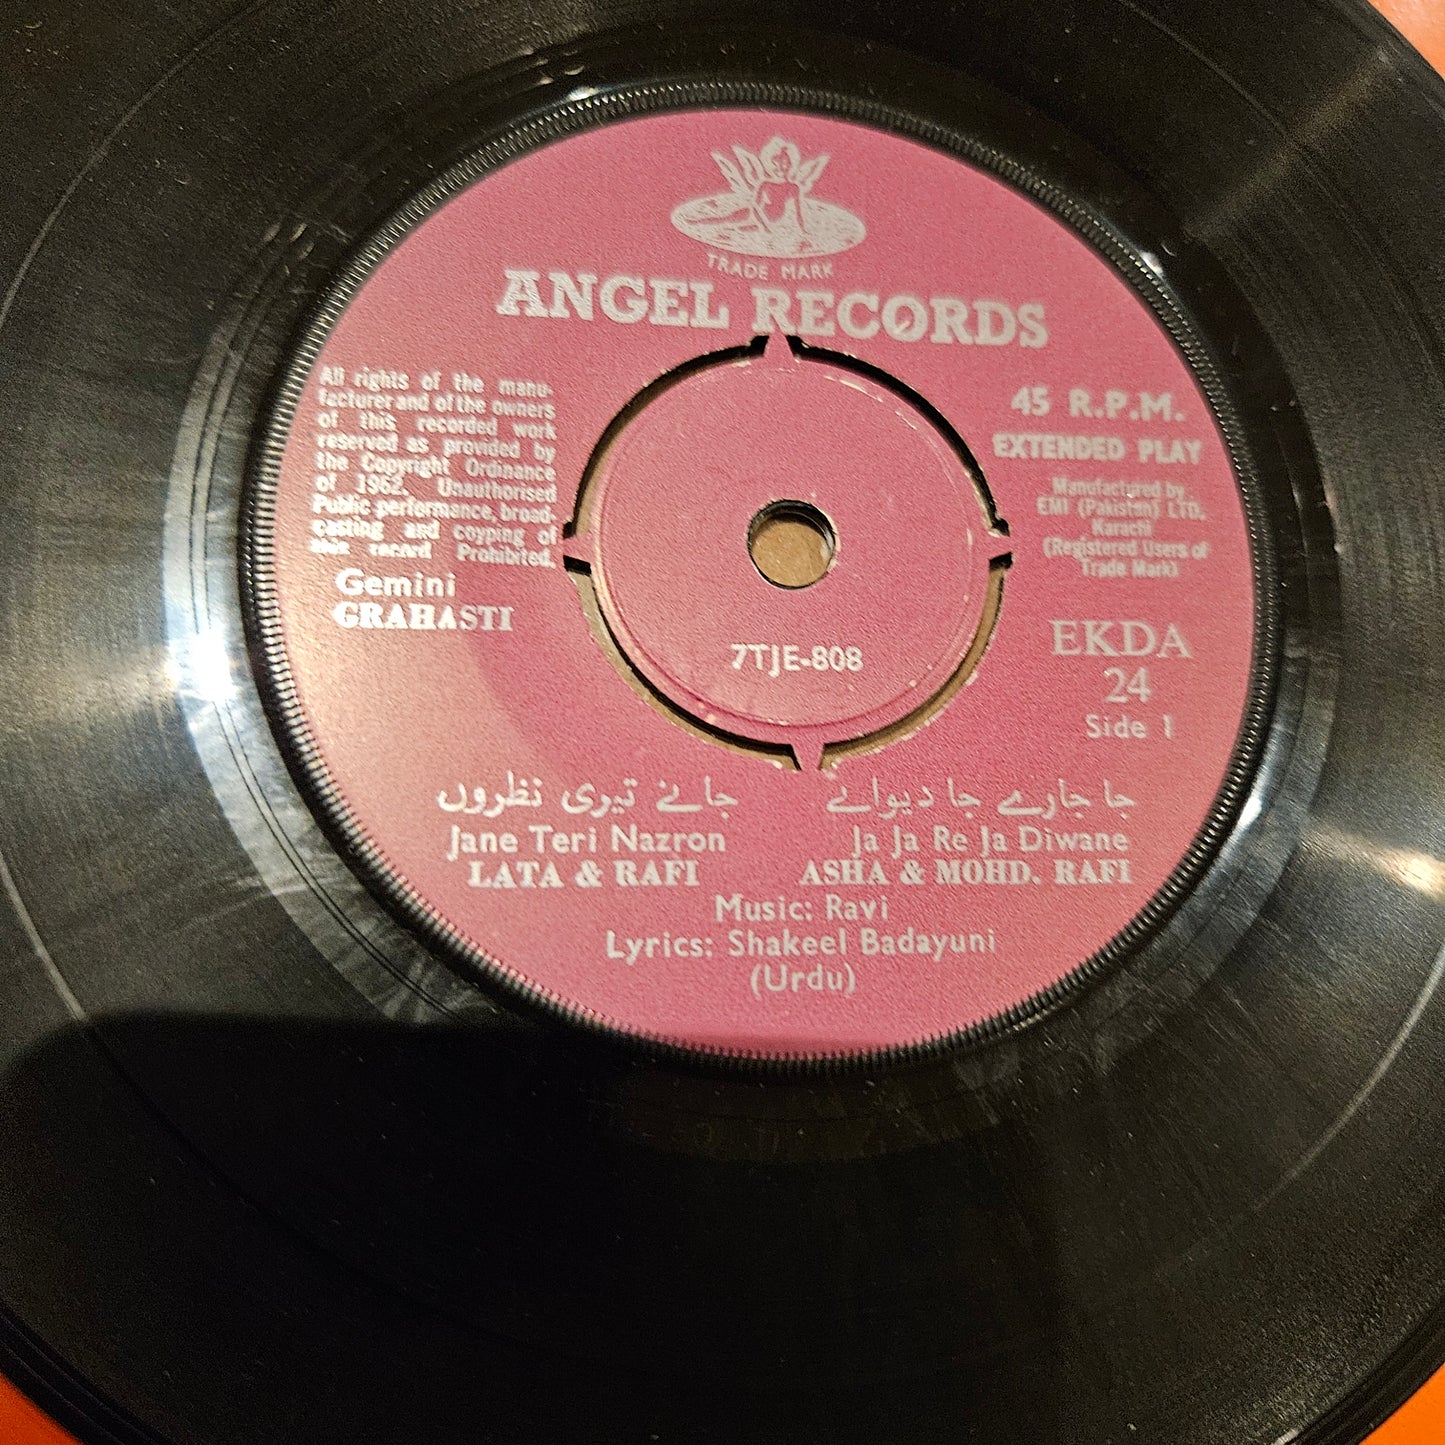 TRADE MARK
ANGEL RECORDS
All rights of the manu-
facturer and of the owners
of this recorded work
reserved as provided by
the Copyright Ordinance
of 1962. Unauthorised
Public performance, broad-
casting and copying of
this record Prohibited.
Gemini
GRAHASTI
45 R.P.M.
EXTENDED PLAY
Manufactured by
EMI (Pakistan) LTD.
Karachi
(Registered Users of
Trade Mark)
7TJE-808
EKDA
24
Side 1
جانے تیری نظروں
Jane Teri Nazron
LATA & RAFI
جا جارے جا دیوانے
Ja Ja Re Ja Diwane
ASHA & MOHD. RAFI
Music: Ravi
Lyrics: Shakeel Badayuni
(Urdu)